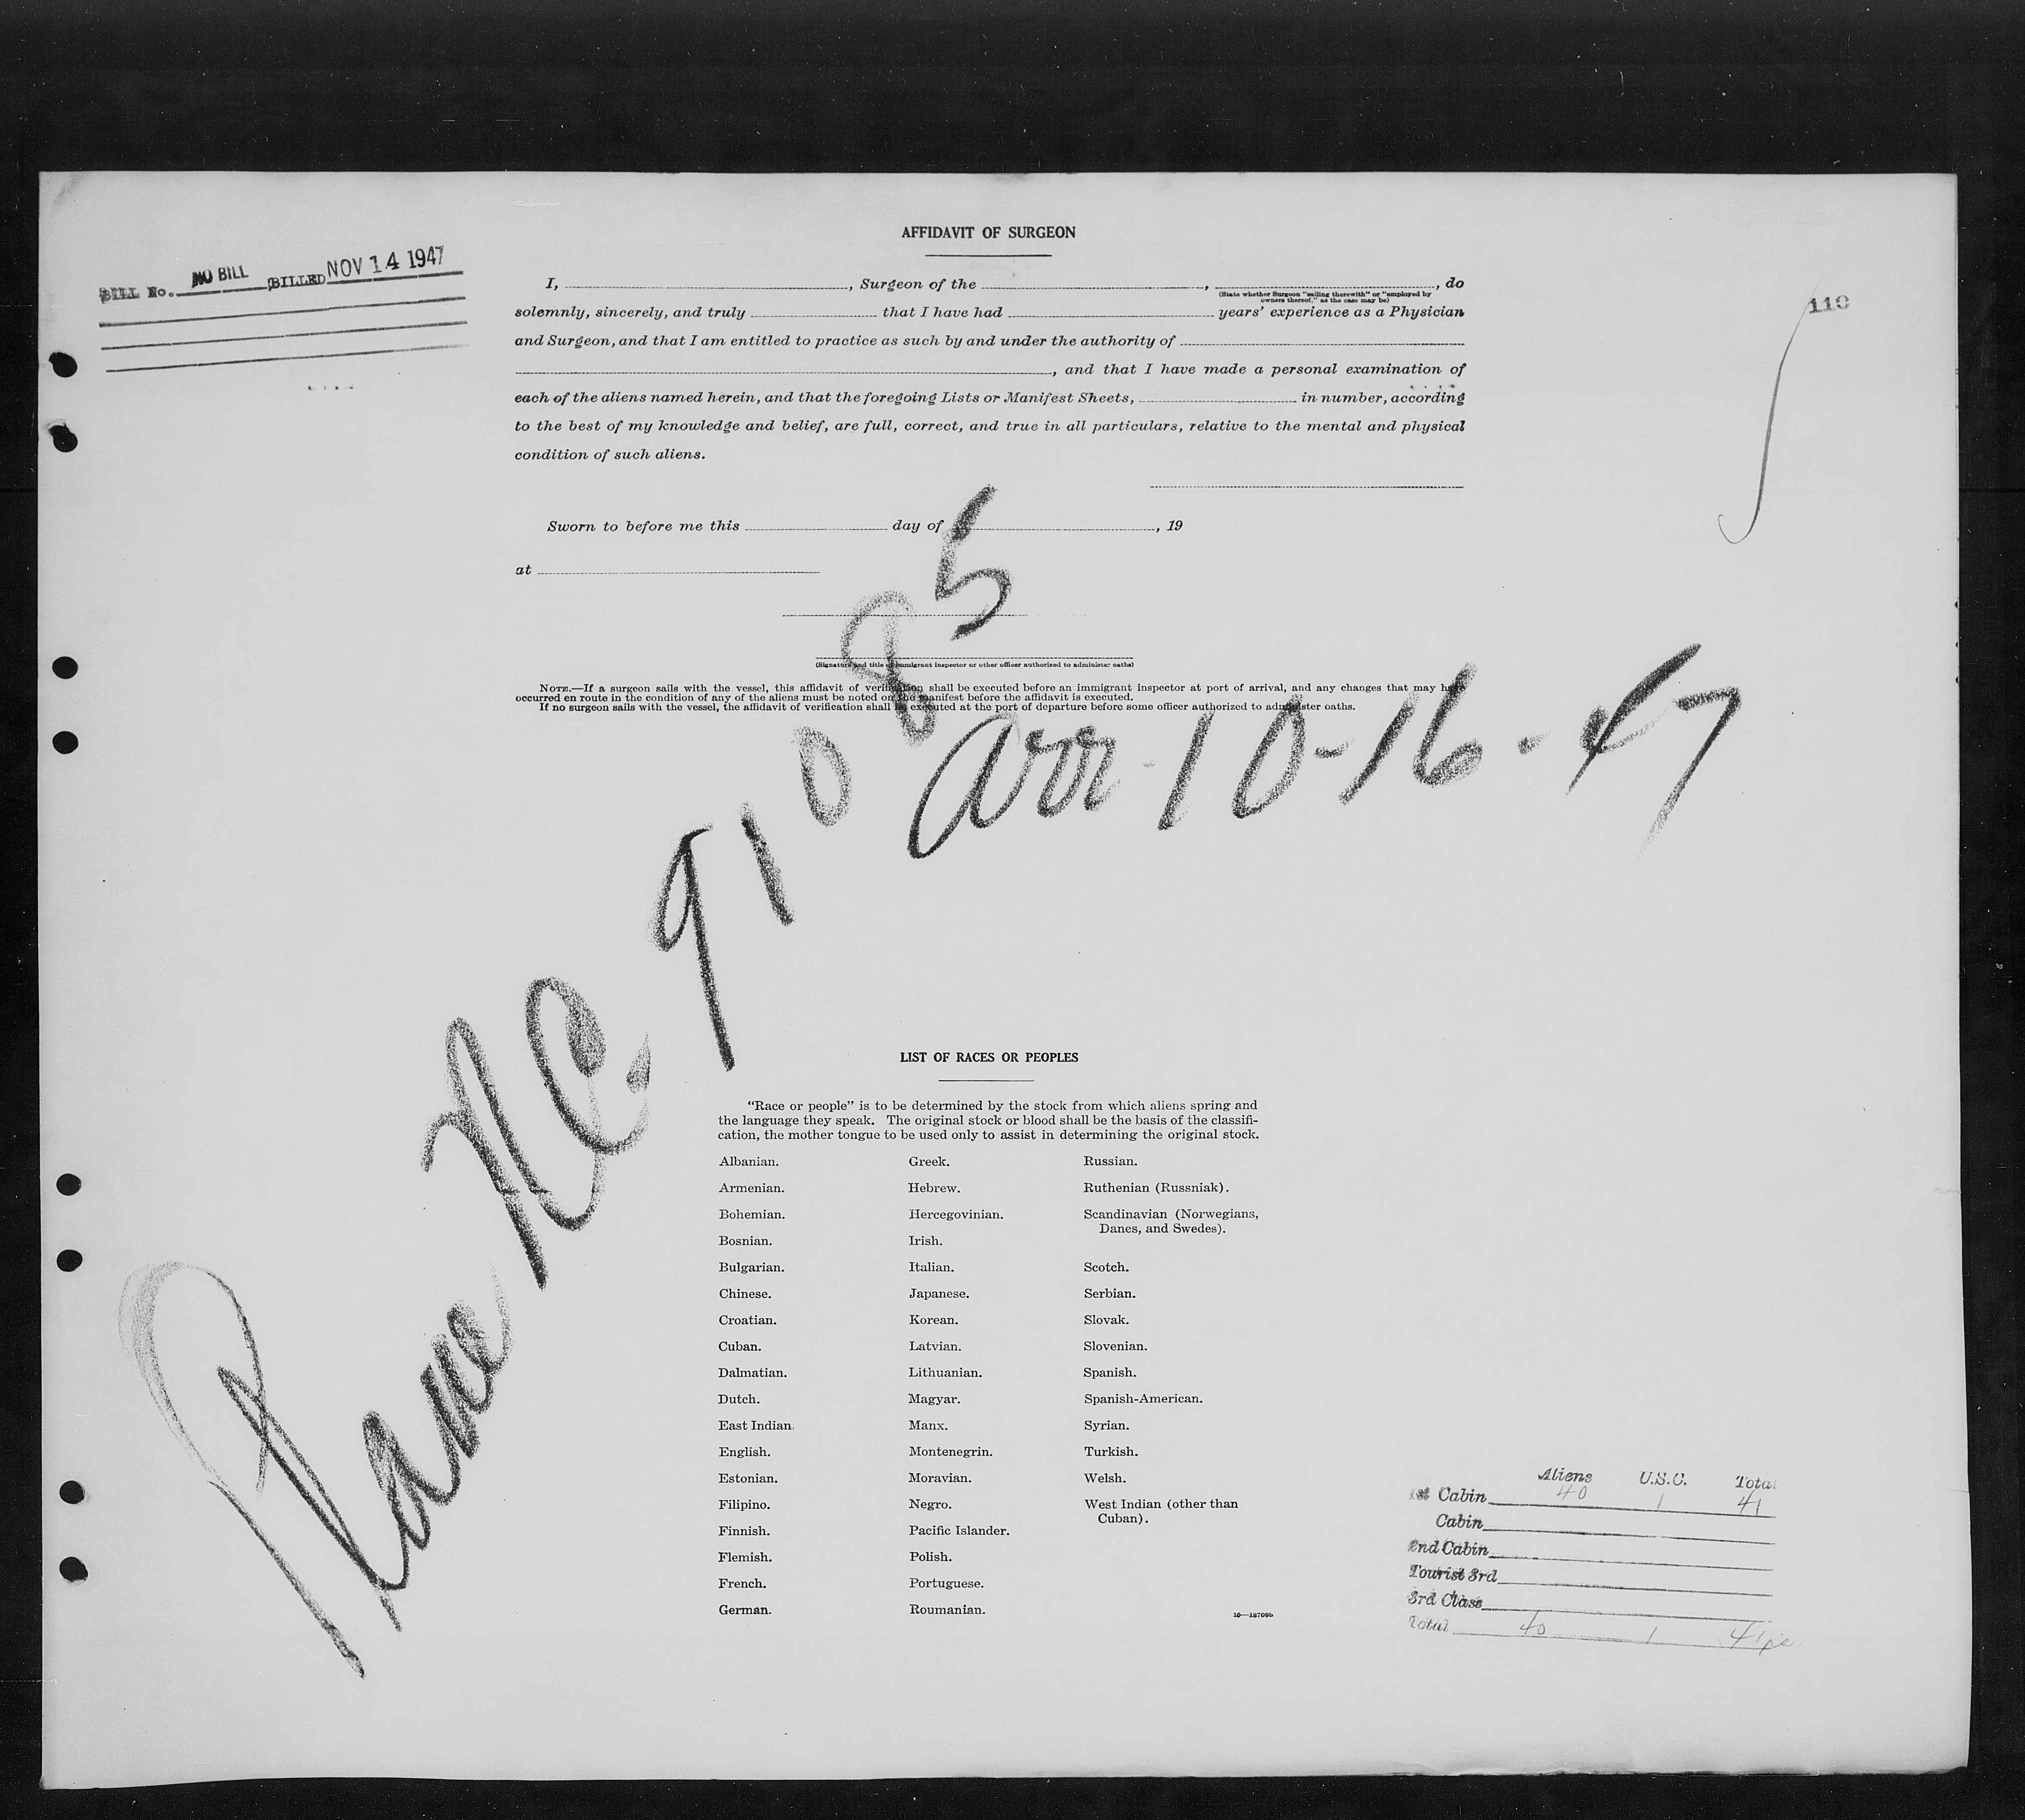 AFFIDAVIT OF SURGEON
BILL No. NO BILL BILLED NOV 14 1947
110
I, , Surgeon of the , , do
(State whether Surgeon "sailing therewith" or "employed by
owners thereof," as the case may be)
solemnly, sincerely, and truly that I have had years' experience as a Physician
and Surgeon, and that I am entitled to practice as such by and under the authority of
, and that I have made a personal examination of
each of the aliens named herein, and that the foregoing Lists or Manifest Sheets, in number, according
to the best of my knowledge and belief, are full, correct, and true in all particulars, relative to the mental and physical
condition of such aliens.
Sworn to before me this day of , 19
at
(Signature and title of immigrant inspector or other officer authorized to administer oaths)
NOTE.—If a surgeon sails with the vessel, this affidavit of verification shall be executed before an immigrant inspector at port of arrival, and any changes that may have
occurred en route in the condition of any of the aliens must be noted on the manifest before the affidavit is executed.
If no surgeon sails with the vessel, the affidavit of verification shall be executed at the port of departure before some officer authorized to administer oaths.
Plane NC. 91085
arr-10-16-47
LIST OF RACES OR PEOPLES
"Race or people" is to be determined by the stock from which aliens spring and
the language they speak. The original stock or blood shall be the basis of the classifi-
cation, the mother tongue to be used only to assist in determining the original stock.
Albanian.
Armenian.
Bohemian.
Bosnian.
Bulgarian.
Chinese.
Croatian.
Cuban.
Dalmatian.
Dutch.
East Indian.
English.
Estonian.
Filipino.
Finnish.
Flemish.
French.
German.
Greek.
Hebrew.
Hercegovinian.
Irish.
Italian.
Japanese.
Korean.
Latvian.
Lithuanian.
Magyar.
Manx.
Montenegrin.
Moravian.
Negro.
Pacific Islander.
Polish.
Portuguese.
Roumanian.
Russian.
Ruthenian (Russniak).
Scandinavian (Norwegians,
Danes, and Swedes).
Scotch.
Serbian.
Slovak.
Slovenian.
Spanish.
Spanish-American.
Syrian.
Turkish.
Welsh.
West Indian (other than
Cuban).
16—18709b
Aliens U.S.C. Total
1st Cabin 40 1 41
Cabin
2nd Cabin
Tourist 3rd
3rd Class
Total 40 1 41